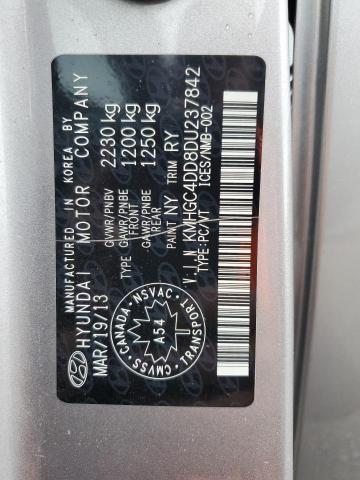 MANUFACTURED IN KOREA BY
HYUNDAI MOTOR COMPANY
MAR/19/13
GVWR/PNBV 2230 kg
TYPE GAWR/PNBE FRONT 1200 kg
GAWR/PNBE REAR 1250 kg
PAINT NY TRIM RY
V.I.N KMHGC4DD8DU237842
TYPE:PC/VT ICES/NMB-002
CANADA NSVAC
A54
CMVSS TRANSPORT